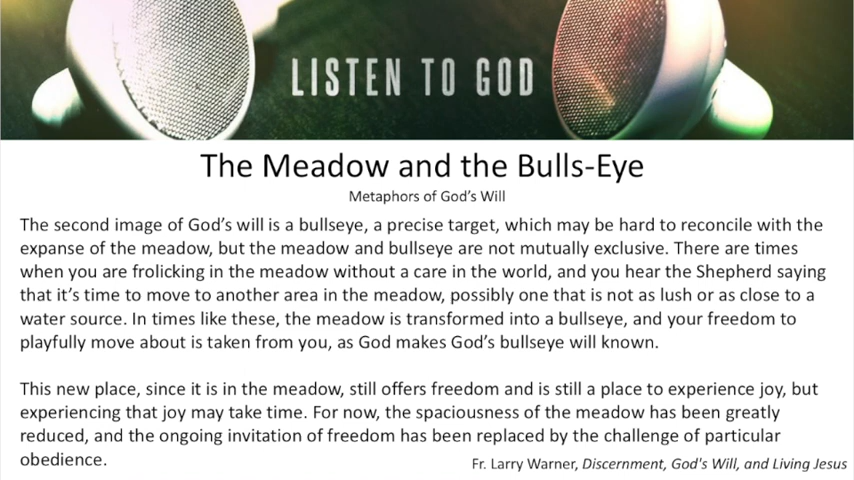 LISTEN TO GOD
The Meadow and the Bulls-Eye
Metaphors of God's Will
The second image of God's will is a bullseye, a precise target, which may be hard to reconcile with the
expanse of the meadow, but the meadow and bullseye are not mutually exclusive. There are times
when you are frolicking in the meadow without a care in the world, and you hear the Shepherd saying
that it's time to move to another area in the meadow, possibly one that is not as lush or as close to a
water source. In times like these, the meadow is transformed into a bullseye, and your freedom to
playfully move about is taken from you, as God makes God's bullseye will known.
This new place, since it is in the meadow, still offers freedom and is still a place to experience joy, but
experiencing that joy may take time. For now, the spaciousness of the meadow has been greatly
reduced, and the ongoing invitation of freedom has been replaced by the challenge of particular
obedience.
Fr. Larry Warner, Discernment, God's Will, and Living Jesus